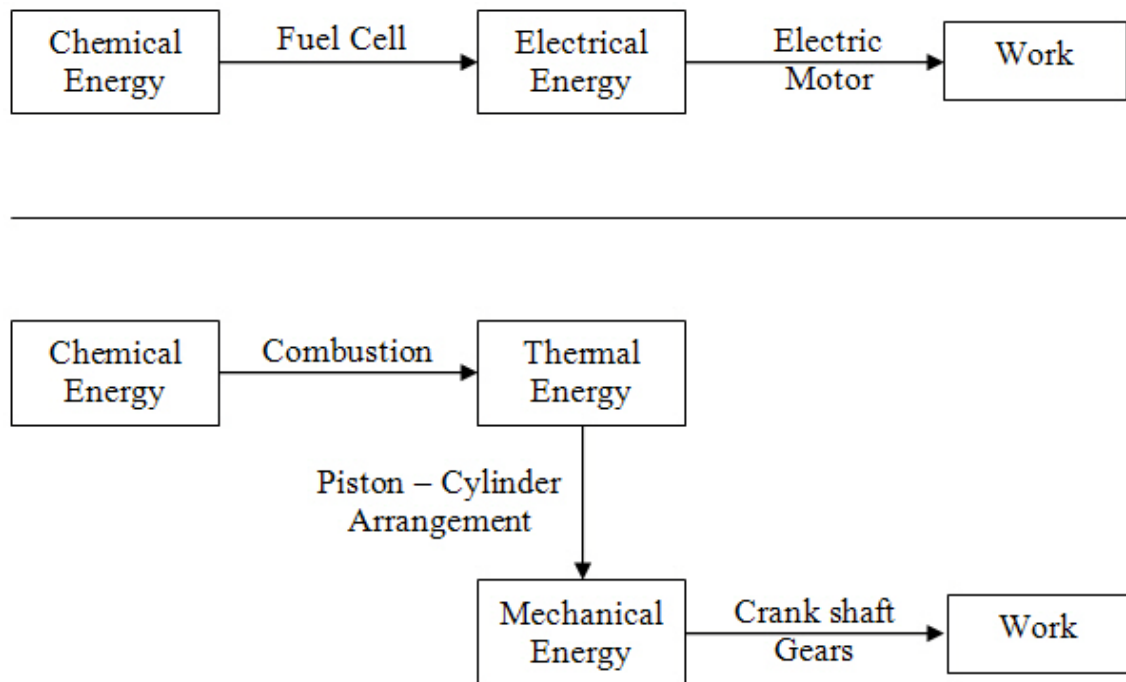 Chemical
Energy
Fuel Cell
Electrical
Energy
Electric
Motor
Work
Chemical
Energy
Combustion
Thermal
Energy
Piston – Cylinder
Arrangement
Mechanical
Energy
Crank shaft
Gears
Work